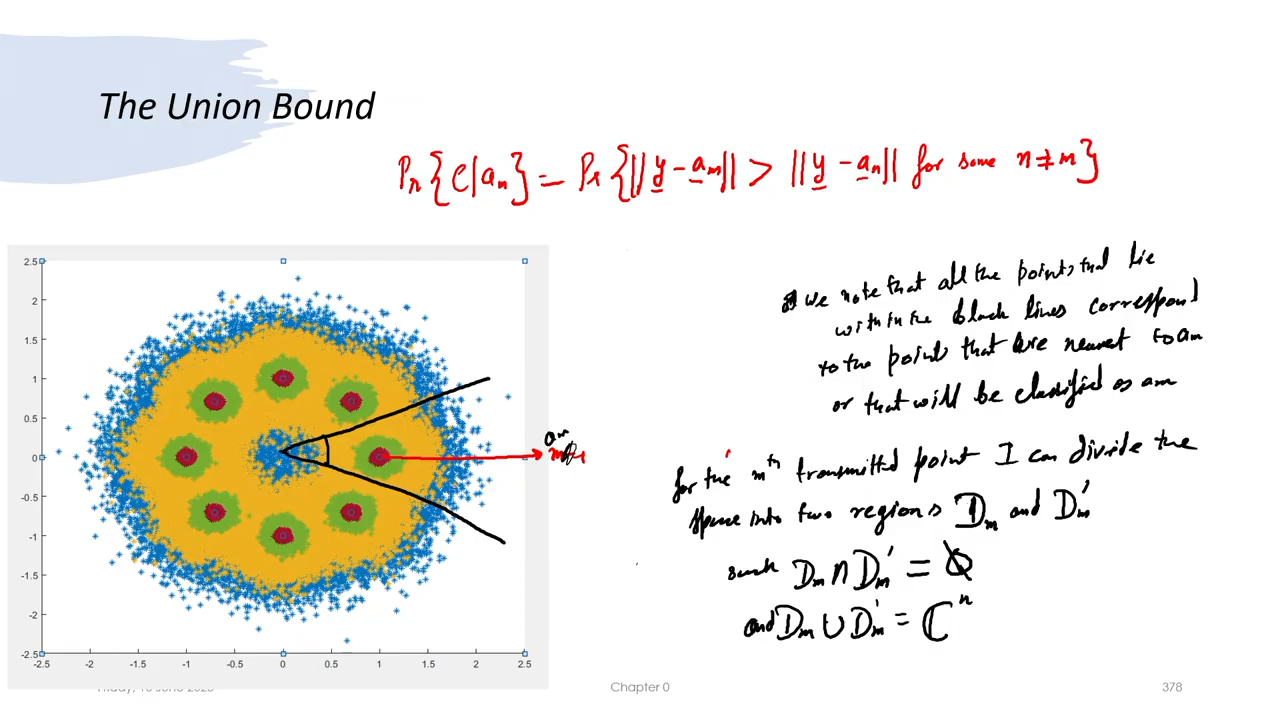 The Union Bound
Pr{e|am} = Pr{||y - am|| > ||y - an|| for some n ≠ m}
we note that all the points that lie
within the black lines correspond
to the points that are nearest to am
or that will be classified as am
for the mth transmitted point I can divide the
space into two regions Dm and Dm'
such Dm ∩ Dm' = ∅
and Dm ∪ Dm' = ℂⁿ
am
2.5
2
1.5
1
0.5
0
-0.5
-1
-1.5
-2
-2.5
-2.5 -2 -1.5 -1 -0.5 0 0.5 1 1.5 2 2.5
Chapter 0
378